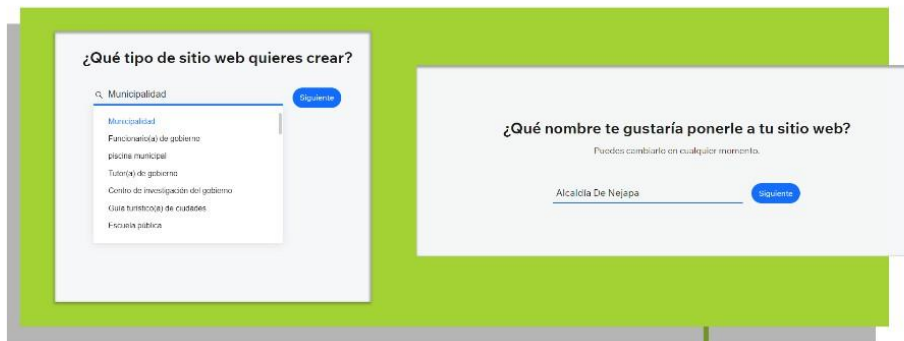 ¿Qué tipo de sitio web quieres crear?
Municipalidad
Siguiente
Municipalidad
Funcionario(a) de gobierno
piscina municipal
Tutor(a) de gobierno
Centro de investigación del gobierno
Guía turístico(a) de ciudades
Escuela pública
¿Qué nombre te gustaría ponerle a tu sitio web?
Puedes cambiarlo en cualquier momento.
Alcaldía De Nejapa
Siguiente